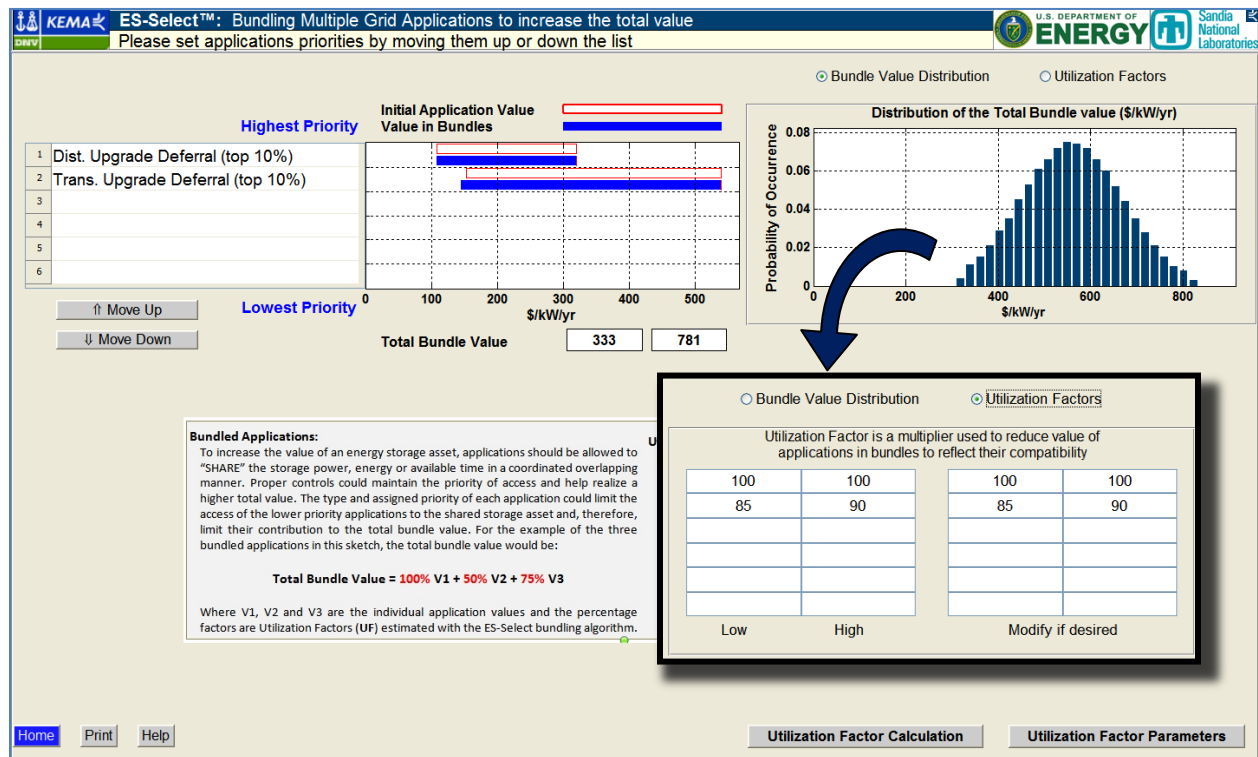 KEMA
DNV
ES-Select™: Bundling Multiple Grid Applications to increase the total value
Please set applications priorities by moving them up or down the list
U.S. DEPARTMENT OF
ENERGY
Sandia
National
Laboratories
Bundle Value Distribution
Utilization Factors
Highest Priority
Initial Application Value
Value in Bundles
1 Dist. Upgrade Deferral (top 10%)
2 Trans. Upgrade Deferral (top 10%)
3
4
5
6
⇑ Move Up
⇓ Move Down
Lowest Priority
0 100 200 300 400 500
$/kW/yr
Total Bundle Value 333 781
Distribution of the Total Bundle value ($/kW/yr)
Probability of Occurrence
0.08
0.06
0.04
0.02
0
0 200 400 600 800
$/kW/yr
Bundled Applications:
To increase the value of an energy storage asset, applications should be allowed to
“SHARE” the storage power, energy or available time in a coordinated overlapping
manner. Proper controls could maintain the priority of access and help realize a
higher total value. The type and assigned priority of each application could limit the
access of the lower priority applications to the shared storage asset and, therefore,
limit their contribution to the total bundle value. For the example of the three
bundled applications in this sketch, the total bundle value would be:
Total Bundle Value = 100% V1 + 50% V2 + 75% V3
Where V1, V2 and V3 are the individual application values and the percentage
factors are Utilization Factors (UF) estimated with the ES-Select bundling algorithm.
U
Bundle Value Distribution
Utilization Factors
Utilization Factor is a multiplier used to reduce value of
applications in bundles to reflect their compatibility
100 100 100 100
85 90 85 90
Low High Modify if desired
Home
Print
Help
Utilization Factor Calculation
Utilization Factor Parameters